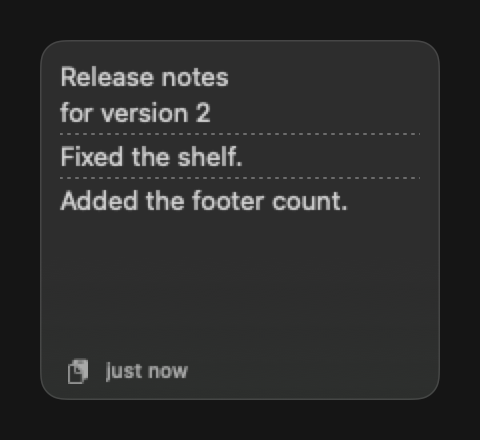 Release notes
for version 2
Fixed the shelf.
Added the footer count.
just now